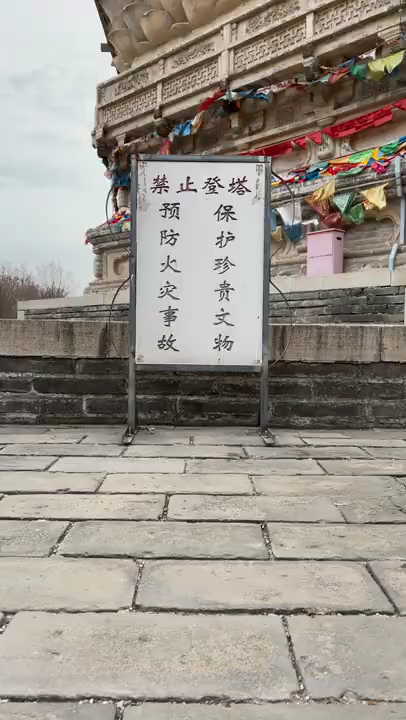 禁止登塔
保护珍贵文物
预防火灾事故